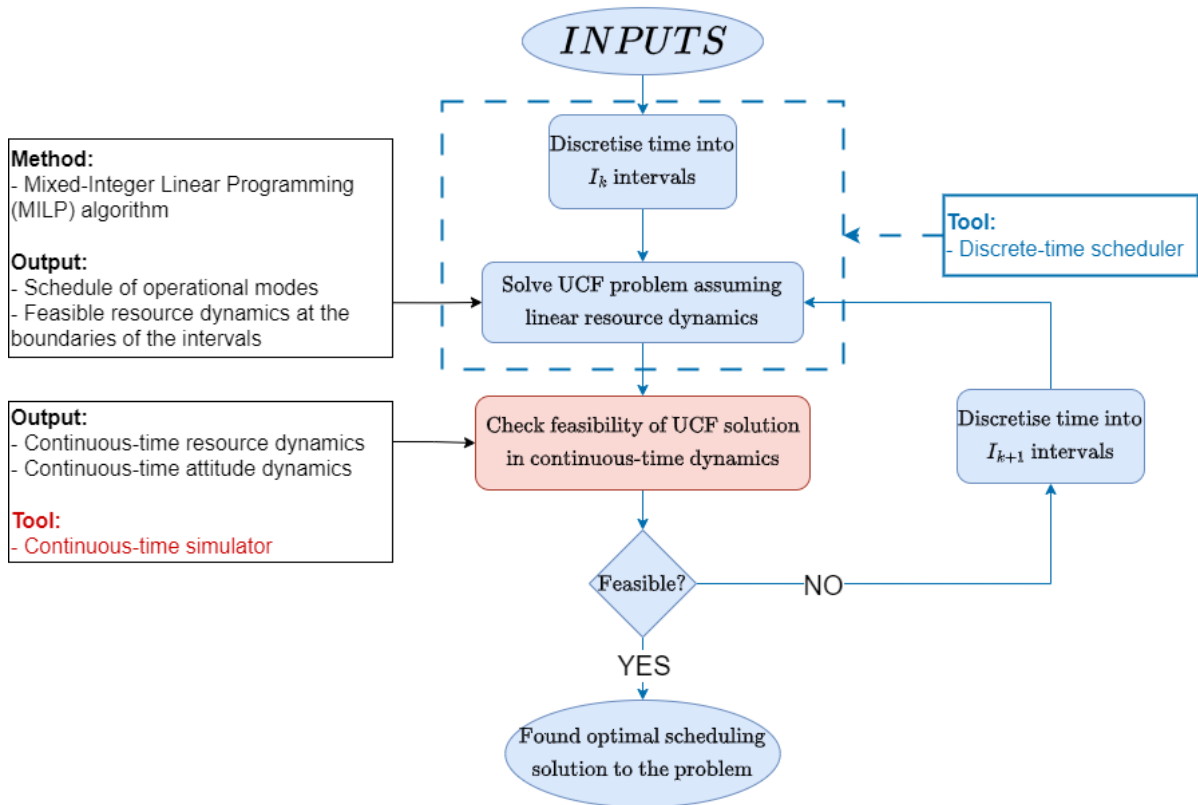 INPUTS
Discretise time into
I_k intervals
Method:
- Mixed-Integer Linear Programming
(MILP) algorithm
Output:
- Schedule of operational modes
- Feasible resource dynamics at the
boundaries of the intervals
Tool:
- Discrete-time scheduler
Solve UCF problem assuming
linear resource dynamics
Output:
- Continuous-time resource dynamics
- Continuous-time attitude dynamics
Tool:
- Continuous-time simulator
Check feasibility of UCF solution
in continuous-time dynamics
Discretise time into
I_{k+1} intervals
Feasible?
NO
YES
Found optimal scheduling
solution to the problem